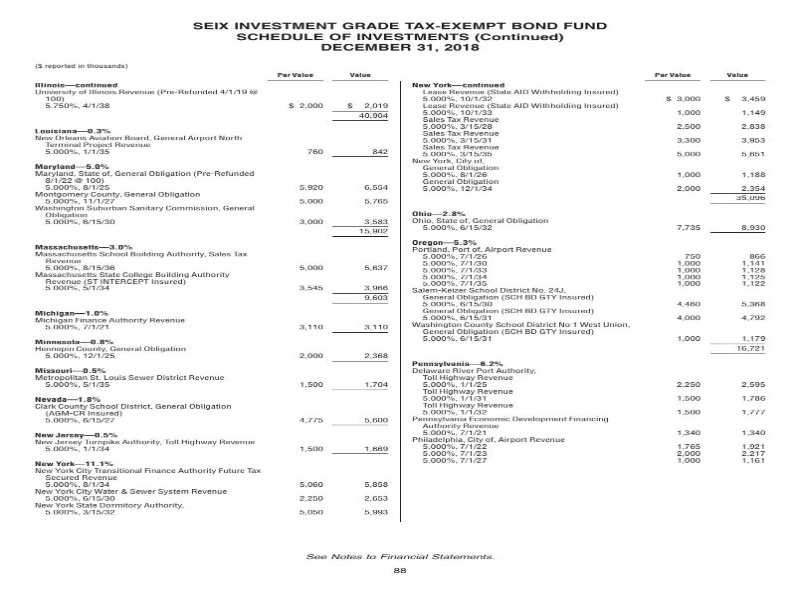 SEIX INVESTMENT GRADE TAX-EXEMPT BOND FUND
SCHEDULE OF INVESTMENTS (Continued)
DECEMBER 31, 2018
($ reported in thousands)
Par Value Value
Illinois—continued
University of Illinois Revenue (Pre-Refunded 4/1/19 @
100)
5.750%, 4/1/38 $ 2,000 $ 2,019
40,904
Louisiana—0.3%
New Orleans Aviation Board, General Airport North
Terminal Project Revenue
5.000%, 1/1/35 760 842
Maryland—5.0%
Maryland, State of, General Obligation (Pre-Refunded
8/1/22 @ 100)
5.000%, 8/1/25 5,920 6,554
Montgomery County, General Obligation
5.000%, 11/1/27 5,000 5,765
Washington Suburban Sanitary Commission, General
Obligation
5.000%, 6/15/30 3,000 3,583
15,902
Massachusetts—3.0%
Massachusetts School Building Authority, Sales Tax
Revenue
5.000%, 8/15/36 5,000 5,637
Massachusetts State College Building Authority
Revenue (ST INTERCEPT Insured)
5.000%, 5/1/34 3,545 3,966
9,603
Michigan—1.0%
Michigan Finance Authority Revenue
5.000%, 7/1/21 3,110 3,110
Minnesota—0.8%
Hennepin County, General Obligation
5.000%, 12/1/25 2,000 2,368
Missouri—0.5%
Metropolitan St. Louis Sewer District Revenue
5.000%, 5/1/35 1,500 1,704
Nevada—1.8%
Clark County School District, General Obligation
(AGM-CR Insured)
5.000%, 6/15/27 4,775 5,600
New Jersey—0.5%
New Jersey Turnpike Authority, Toll Highway Revenue
5.000%, 1/1/34 1,500 1,669
New York—11.1%
New York City Transitional Finance Authority Future Tax
Secured Revenue
5.000%, 8/1/34 5,060 5,858
New York City Water & Sewer System Revenue
5.000%, 6/15/30 2,250 2,653
New York State Dormitory Authority,
5.000%, 3/15/32 5,050 5,993
Par Value Value
New York—continued
Lease Revenue (State AID Withholding Insured)
5.000%, 10/1/32 $ 3,000 $ 3,459
Lease Revenue (State AID Withholding Insured)
5.000%, 10/1/33 1,000 1,149
Sales Tax Revenue
5.000%, 3/15/28 2,500 2,838
Sales Tax Revenue
5.000%, 3/15/31 3,300 3,953
Sales Tax Revenue
5.000%, 3/15/35 5,000 5,651
New York, City of,
General Obligation
5.000%, 8/1/26 1,000 1,188
General Obligation
5.000%, 12/1/34 2,000 2,354
35,096
Ohio—2.8%
Ohio, State of, General Obligation
5.000%, 6/15/32 7,735 8,930
Oregon—5.3%
Portland, Port of, Airport Revenue
5.000%, 7/1/26 750 866
5.000%, 7/1/30 1,000 1,141
5.000%, 7/1/33 1,000 1,128
5.000%, 7/1/34 1,000 1,125
5.000%, 7/1/35 1,000 1,122
Salem-Keizer School District No. 24J,
General Obligation (SCH BD GTY Insured)
5.000%, 6/15/30 4,460 5,368
General Obligation (SCH BD GTY Insured)
5.000%, 6/15/31 4,000 4,792
Washington County School District No 1 West Union,
General Obligation (SCH BD GTY Insured)
5.000%, 6/15/31 1,000 1,179
16,721
Pennsylvania—6.2%
Delaware River Port Authority,
Toll Highway Revenue
5.000%, 1/1/25 2,250 2,595
Toll Highway Revenue
5.000%, 1/1/31 1,500 1,786
Toll Highway Revenue
5.000%, 1/1/32 1,500 1,777
Pennsylvania Economic Development Financing
Authority Revenue
5.000%, 7/1/21 1,340 1,340
Philadelphia, City of, Airport Revenue
5.000%, 7/1/22 1,765 1,921
5.000%, 7/1/23 2,000 2,217
5.000%, 7/1/27 1,000 1,161
See Notes to Financial Statements.
88